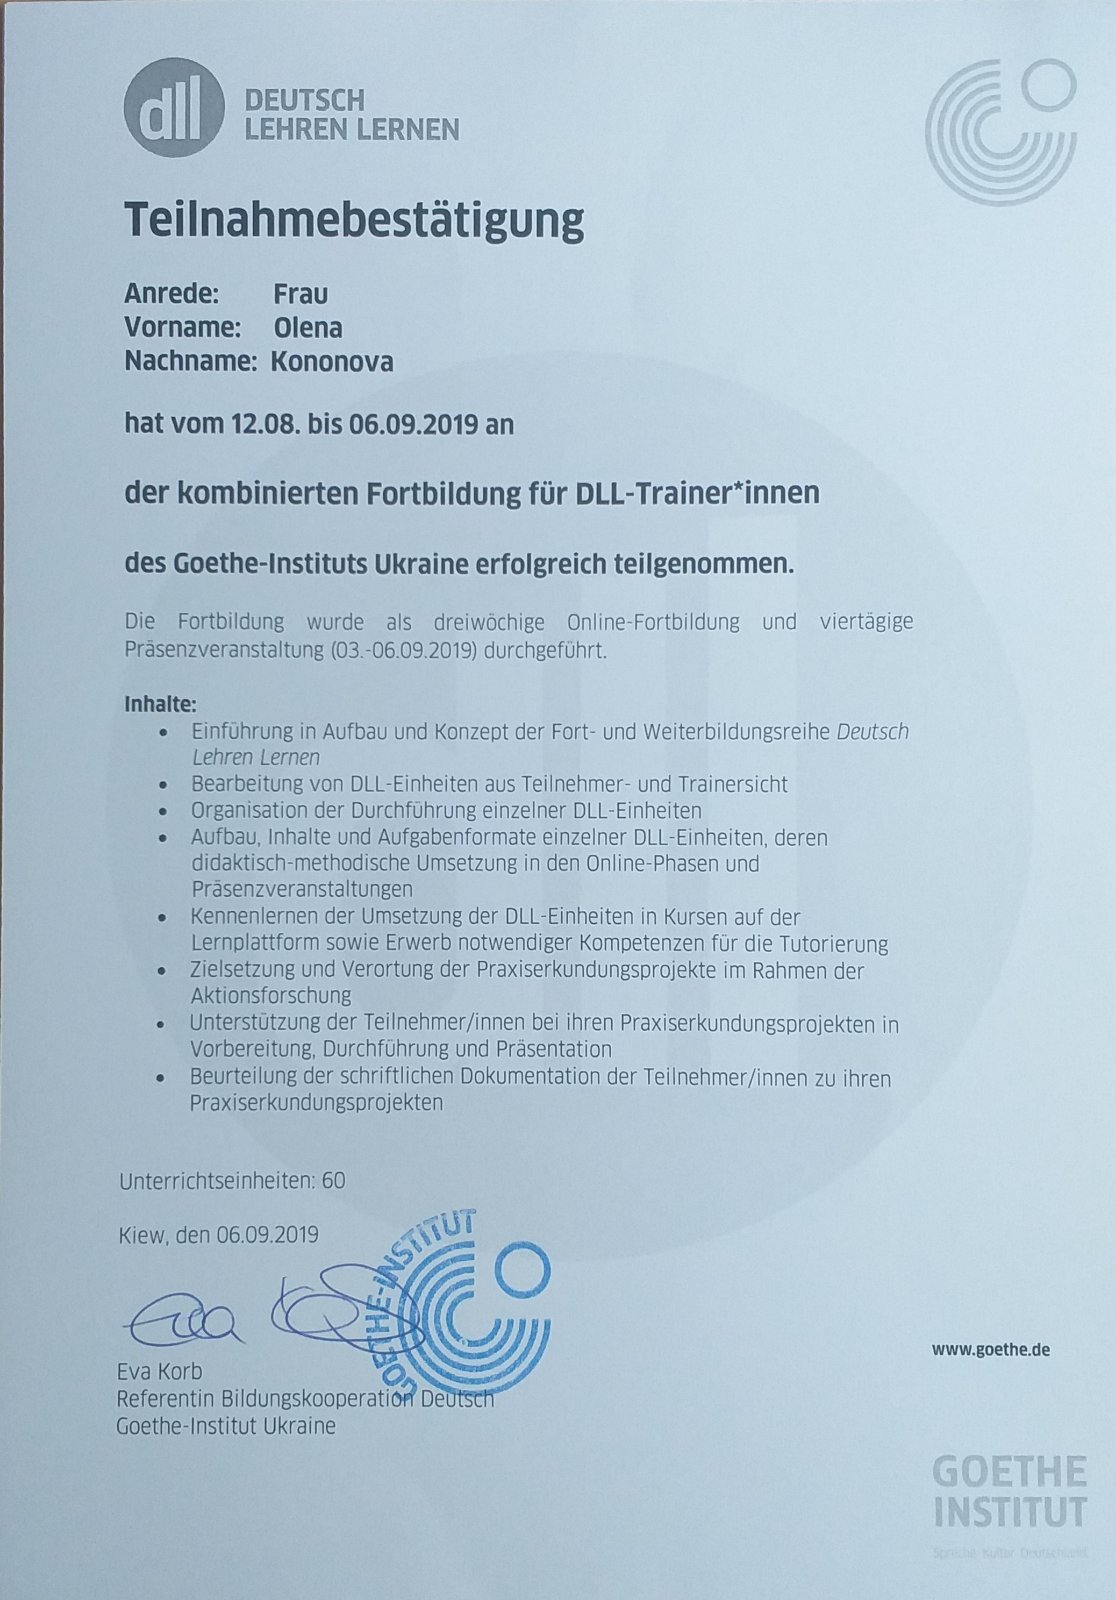 dll
DEUTSCH
LEHREN LERNEN
Teilnahmebestätigung
Anrede: Frau
Vorname: Olena
Nachname: Kononova
hat vom 12.08. bis 06.09.2019 an
der kombinierten Fortbildung für DLL-Trainer*innen
des Goethe-Instituts Ukraine erfolgreich teilgenommen.
Die Fortbildung wurde als dreiwöchige Online-Fortbildung und viertägige
Präsenzveranstaltung (03.-06.09.2019) durchgeführt.
Inhalte:
• Einführung in Aufbau und Konzept der Fort- und Weiterbildungsreihe Deutsch
Lehren Lernen
• Bearbeitung von DLL-Einheiten aus Teilnehmer- und Trainersicht
• Organisation der Durchführung einzelner DLL-Einheiten
• Aufbau, Inhalte und Aufgabenformate einzelner DLL-Einheiten, deren
didaktisch-methodische Umsetzung in den Online-Phasen und
Präsenzveranstaltungen
• Kennenlernen der Umsetzung der DLL-Einheiten in Kursen auf der
Lernplattform sowie Erwerb notwendiger Kompetenzen für die Tutorierung
• Zielsetzung und Verortung der Praxiserkundungsprojekte im Rahmen der
Aktionsforschung
• Unterstützung der Teilnehmer/innen bei ihren Praxiserkundungsprojekten in
Vorbereitung, Durchführung und Präsentation
• Beurteilung der schriftlichen Dokumentation der Teilnehmer/innen zu ihren
Praxiserkundungsprojekten
Unterrichtseinheiten: 60
Kiew, den 06.09.2019
GOETHE-INSTITUT
Eva Korb
Referentin Bildungskooperation Deutsch
Goethe-Institut Ukraine
www.goethe.de
GOETHE
INSTITUT
Sprache. Kultur. Deutschland.